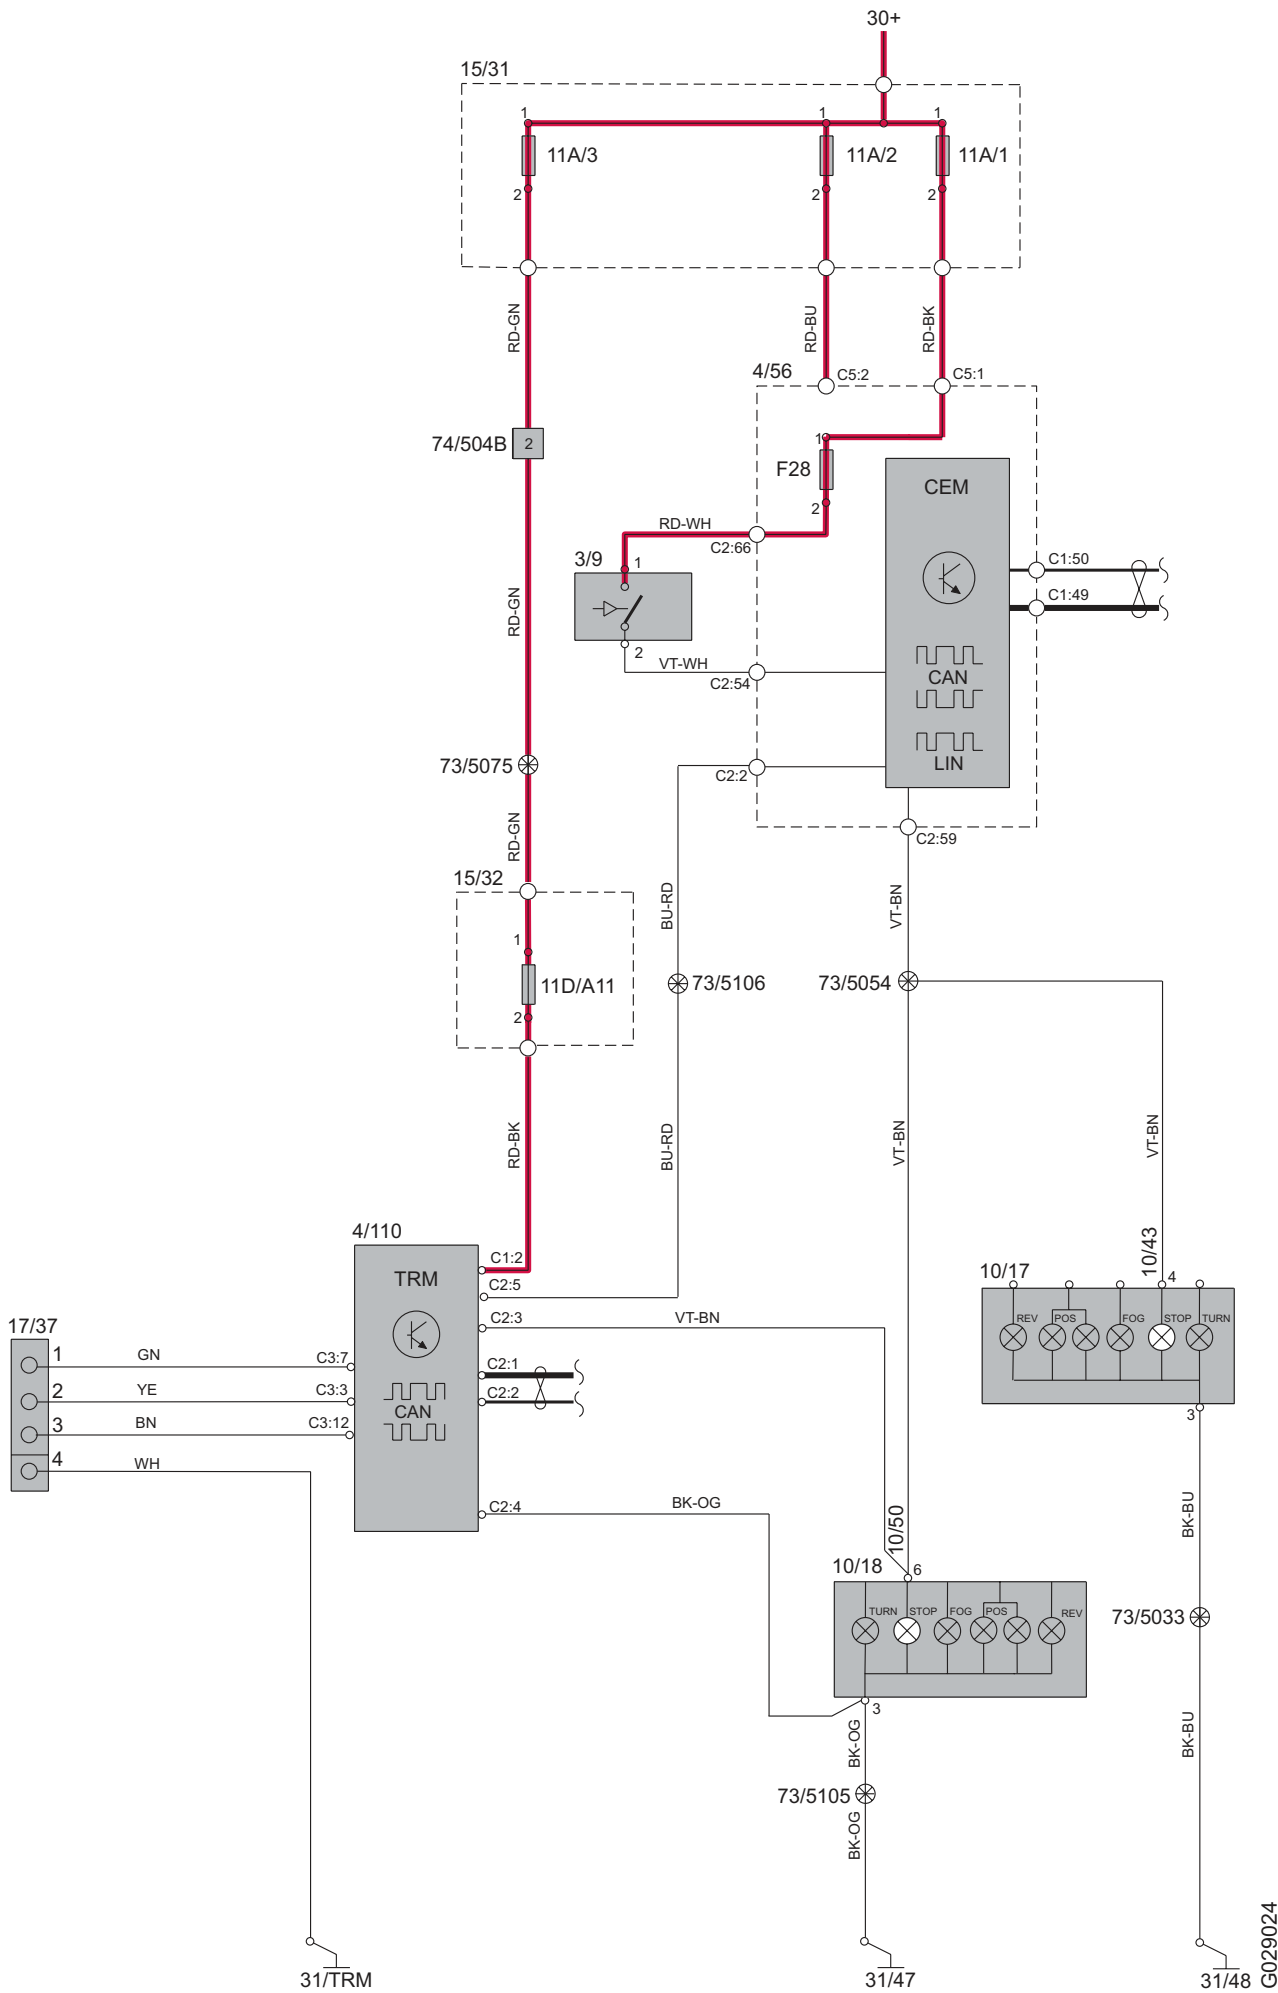 30+
15/31
1 1 1
11A/3 11A/2 11A/1
2 2 2
RD-GN RD-BU RD-BK
4/56 C5:2 C5:1
74/504B 2
1
F28 CEM
2
RD-WH
C2:66
3/9 1
C1:50
C1:49
2
VT-WH
C2:54
CAN
RD-GN
LIN
73/5075
C2:2
C2:59
RD-GN
15/32
BU-RD VT-BN
1
11D/A11
2
73/5106 73/5054
RD-BK BU-RD VT-BN VT-BN
4/110
C1:2
TRM
C2:5
C2:3 VT-BN
10/43
10/17 4
REV POS FOG STOP TURN
17/37
1 GN C3:7
C2:1
2 YE C3:3
C2:2
CAN
3 BN C3:12
3
4 WH
C2:4 BK-OG
BK-BU
10/50
10/18 6
TURN STOP FOG POS REV
73/5033
3
BK-OG BK-BU
73/5105
BK-OG
31/TRM 31/47 31/48
G029024